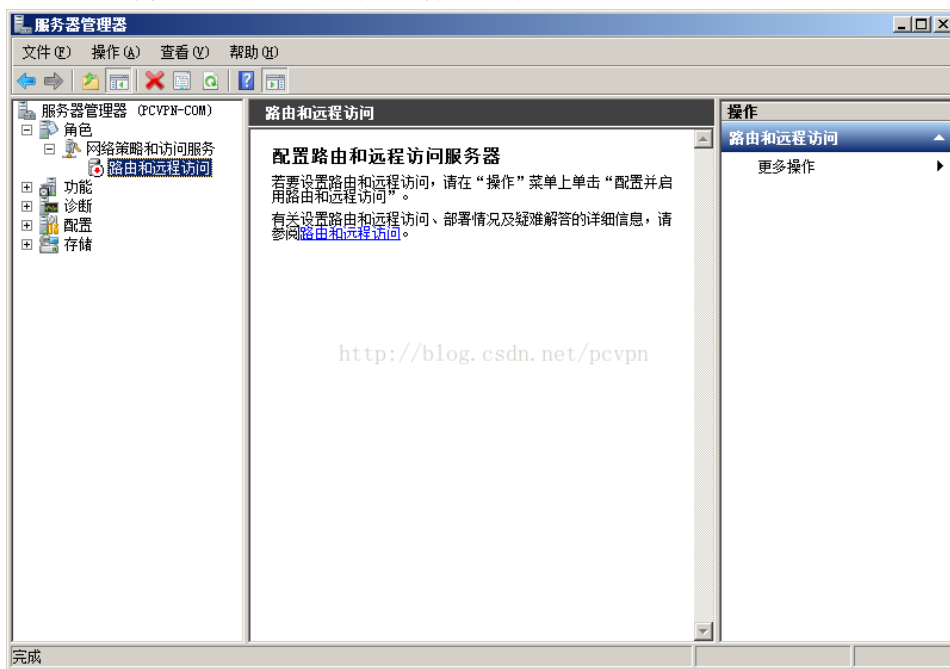 服务器管理器
文件(F) 操作(A) 查看(V) 帮助(H)
服务器管理器 (PCVPN-COM)
角色
网络策略和访问服务
路由和远程访问
功能
诊断
配置
存储
路由和远程访问
配置路由和远程访问服务器
若要设置路由和远程访问，请在“操作”菜单上单击“配置并启
用路由和远程访问”。
有关设置路由和远程访问、部署情况及疑难解答的详细信息，请
参阅路由和远程访问。
http://blog.csdn.net/pcvpn
操作
路由和远程访问
更多操作
完成